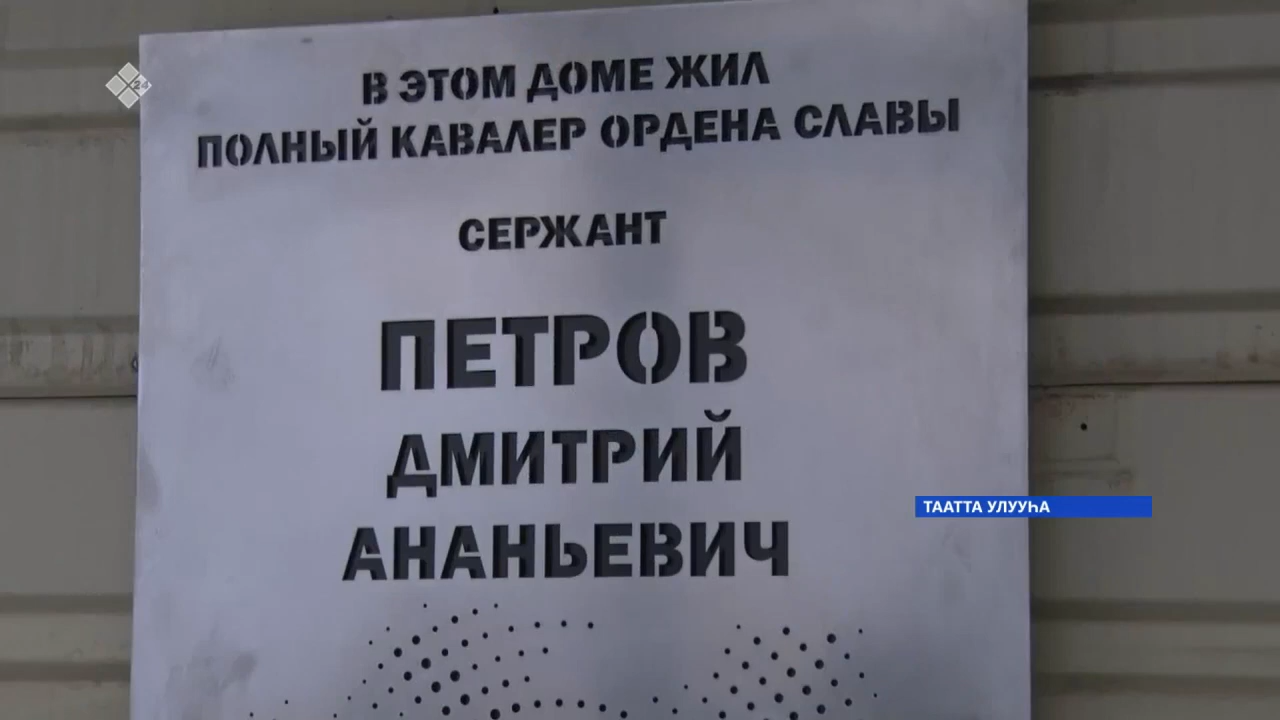 В ЭТОМ ДОМЕ ЖИЛ
ПОЛНЫЙ КАВАЛЕР ОРДЕНА СЛАВЫ
СЕРЖАНТ
ПЕТРОВ
ДМИТРИЙ
АНАНЬЕВИЧ
ТААТТА УЛУУҺА